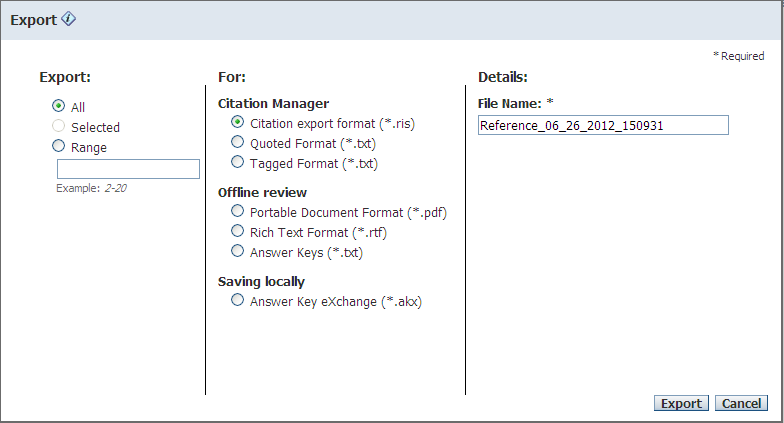 Export
* Required
Export:
All
Selected
Range
Example: 2-20
For:
Citation Manager
Citation export format (*.ris)
Quoted Format (*.txt)
Tagged Format (*.txt)
Offline review
Portable Document Format (*.pdf)
Rich Text Format (*.rtf)
Answer Keys (*.txt)
Saving locally
Answer Key eXchange (*.akx)
Details:
File Name: *
Reference_06_26_2012_150931
Export Cancel